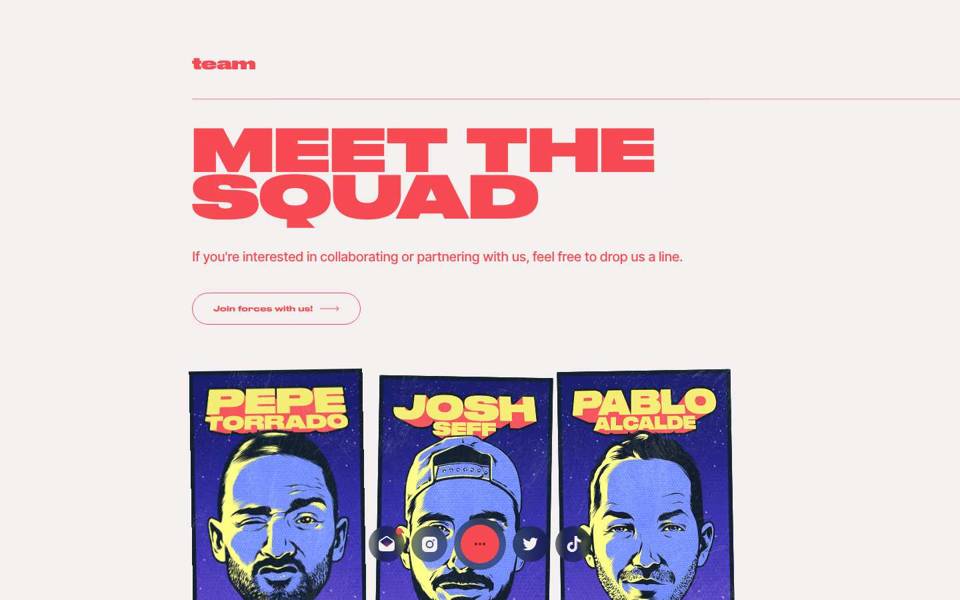 team
MEET THE
SQUAD
If you're interested in collaborating or partnering with us, feel free to drop us a line.
Join forces with us!
PEPE
TORRADO
JOSH
SEFF
PABLO
ALCALDE